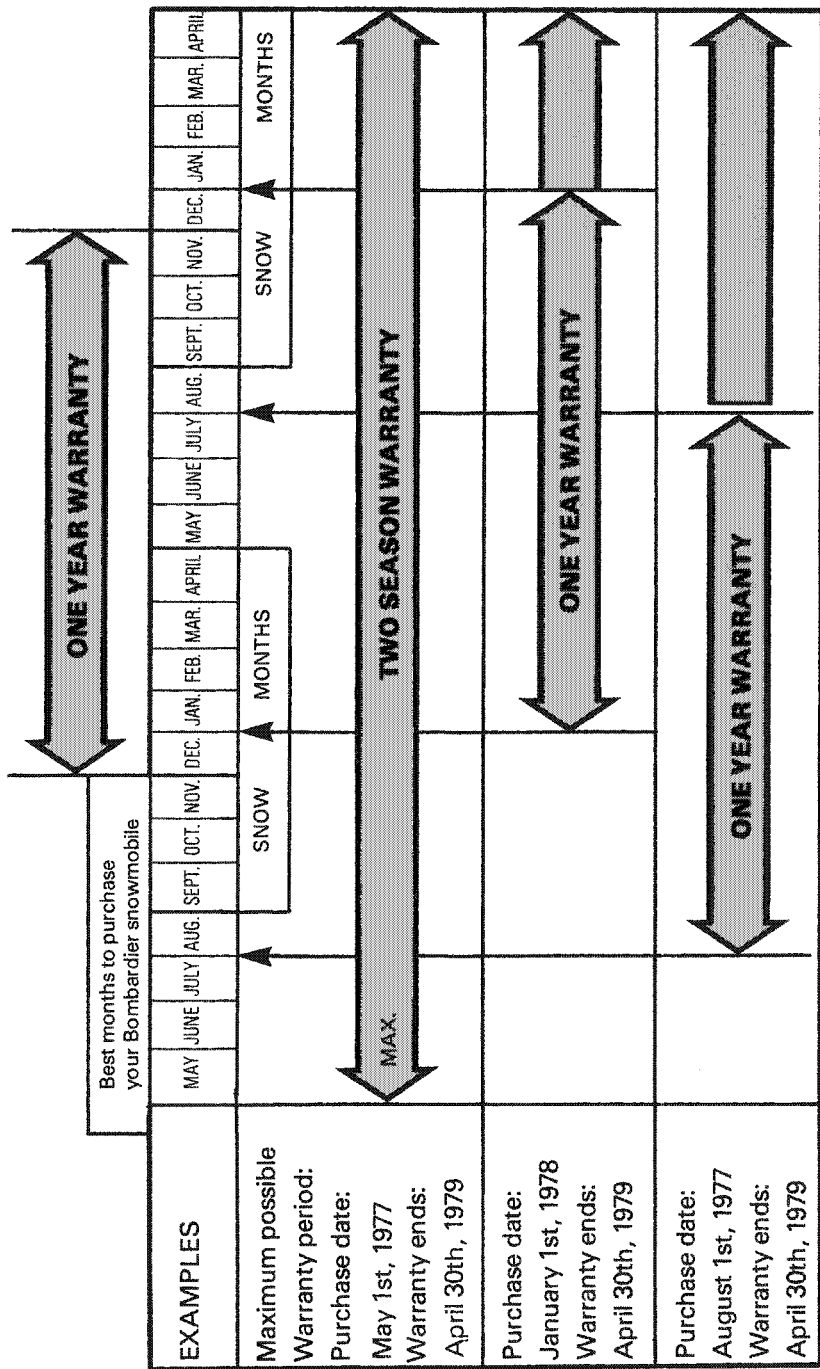 ONE YEAR WARRANTY
Best months to purchase
your Bombardier snowmobile
EXAMPLES
MAY JUNE JULY AUG. SEPT. OCT. NOV. DEC. JAN. FEB. MAR. APRIL MAY JUNE JULY AUG. SEPT. OCT. NOV. DEC. JAN. FEB. MAR. APRIL
SNOW MONTHS SNOW MONTHS
Maximum possible
Warranty period:
Purchase date:
May 1st, 1977
Warranty ends:
April 30th, 1979
MAX. TWO SEASON WARRANTY
Purchase date:
January 1st, 1978
Warranty ends:
April 30th, 1979
ONE YEAR WARRANTY
Purchase date:
August 1st, 1977
Warranty ends:
April 30th, 1979
ONE YEAR WARRANTY